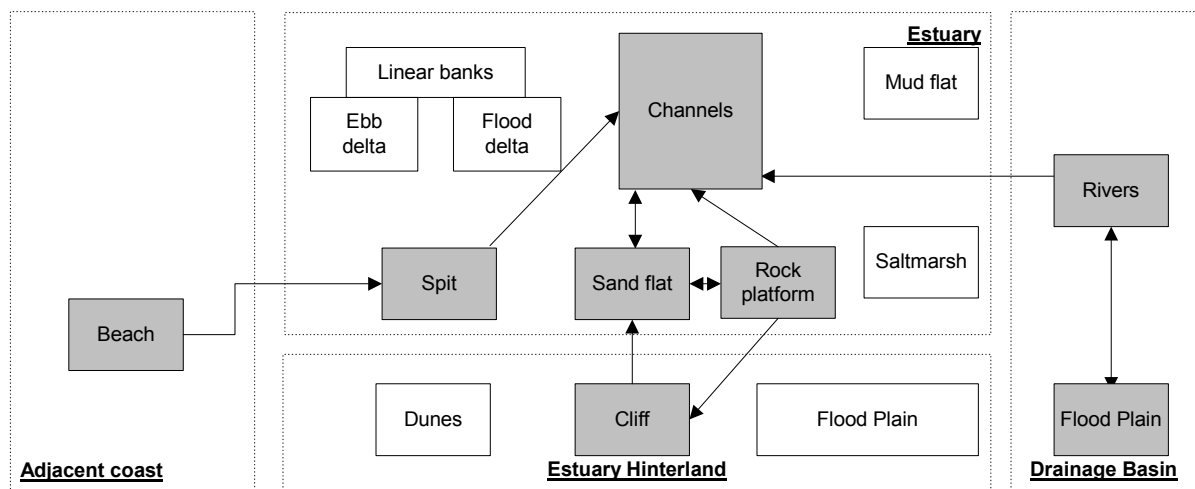 Estuary
Linear banks
Ebb
delta
Flood
delta
Channels
Mud flat
Rivers
Spit
Sand flat
Rock
platform
Saltmarsh
Beach
Dunes
Cliff
Flood Plain
Flood Plain
Adjacent coast
Estuary Hinterland
Drainage Basin